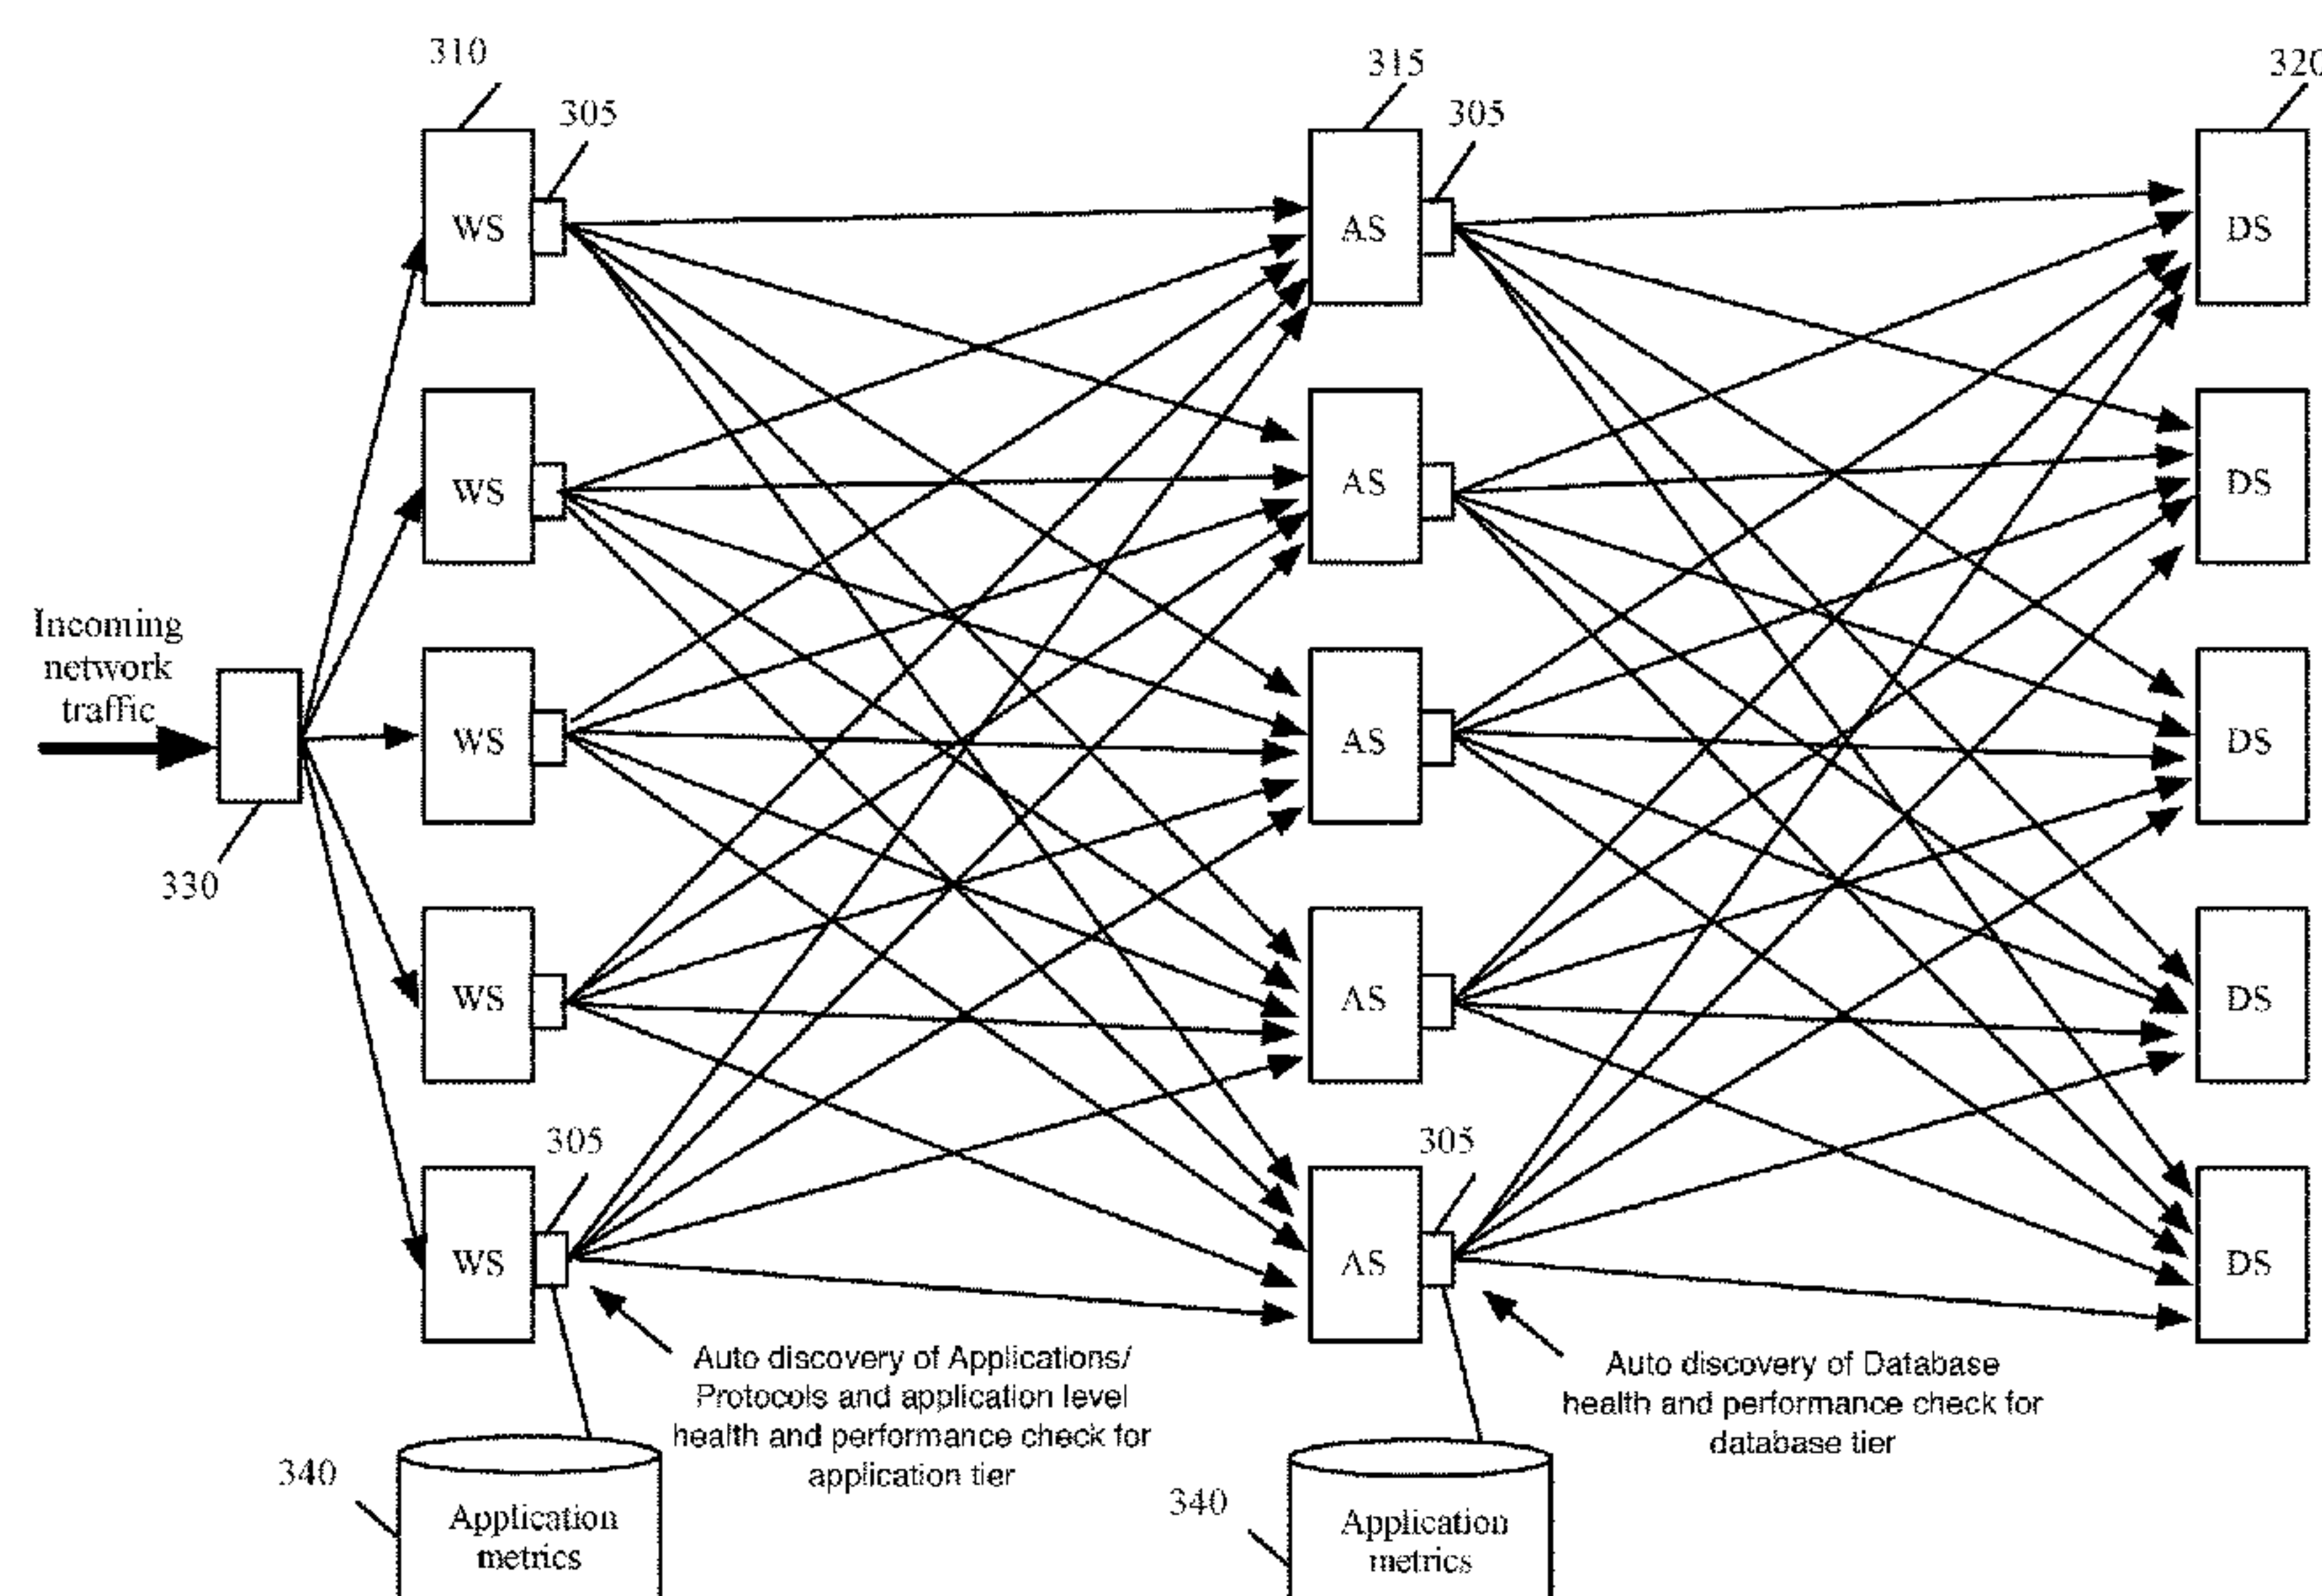 310
315
320
305
305
WS
AS
DS
WS
AS
DS
Incoming
network
traffic
WS
AS
DS
330
WS
AS
DS
305
305
WS
AS
DS
Auto discovery of Applications/
Protocols and application level
health and performance check for
application tier
Auto discovery of Database
health and performance check for
database tier
340
Application
metrics
340
Application
metrics